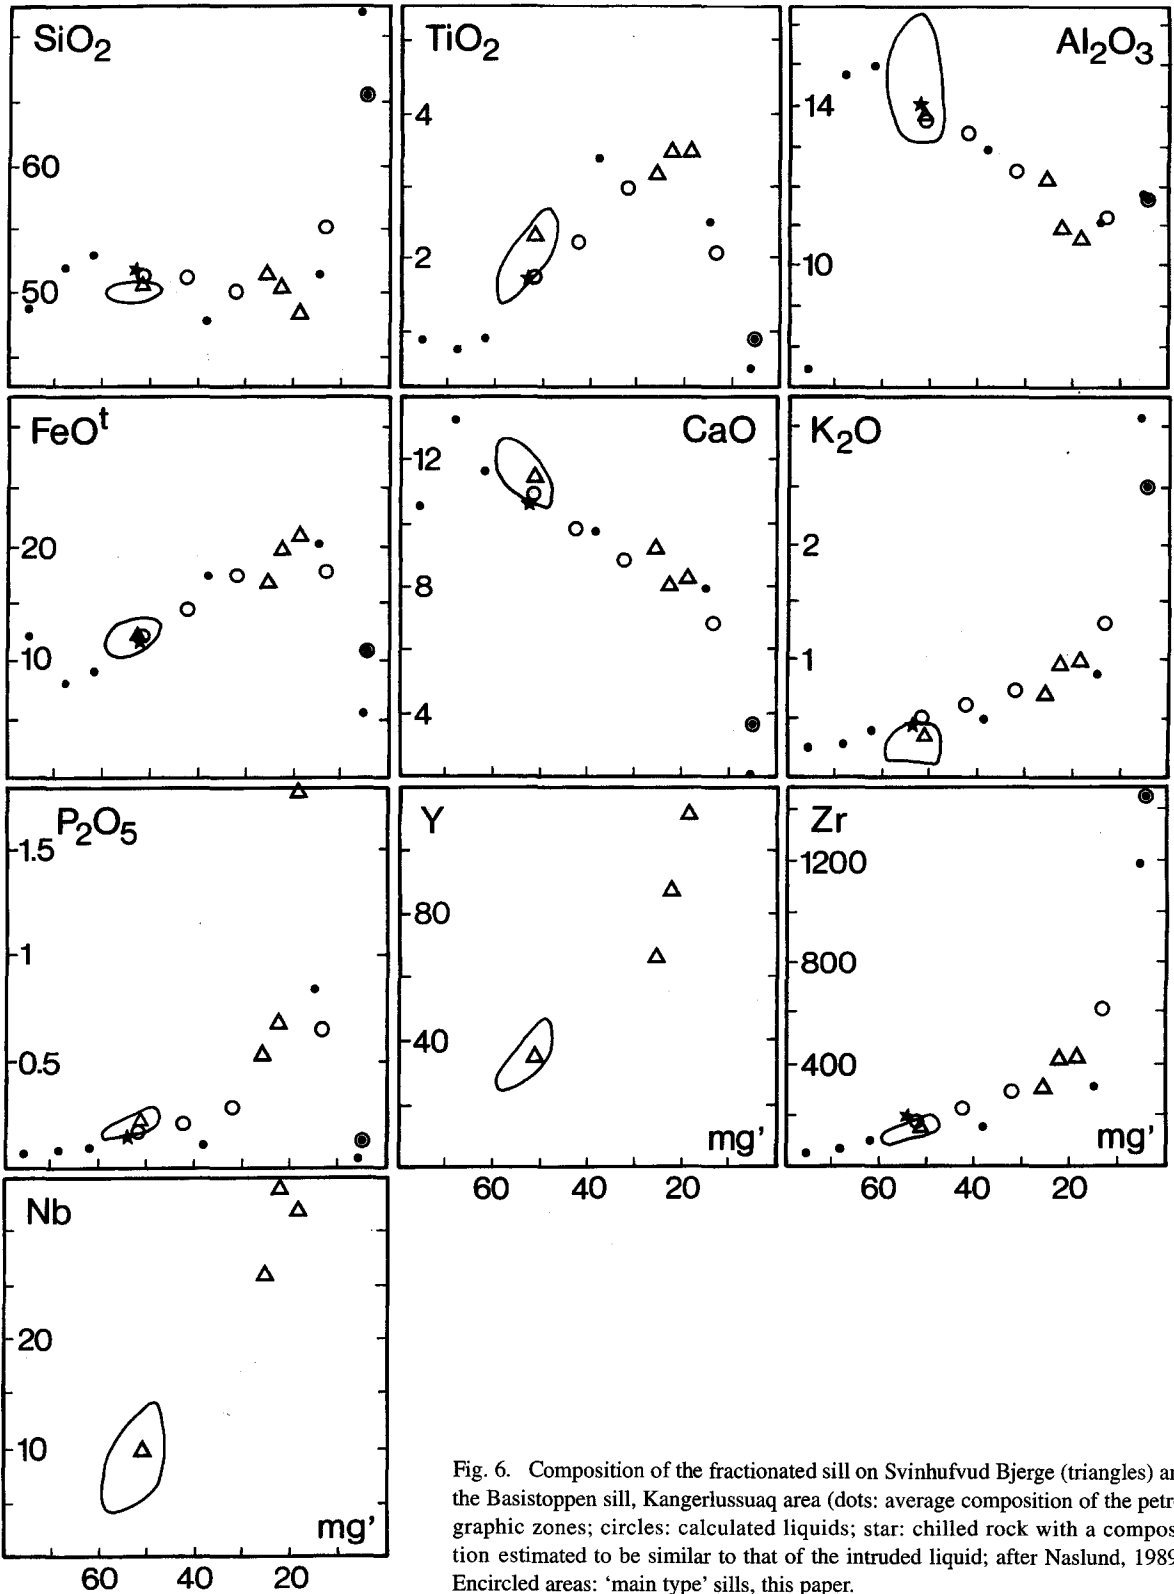 SiO2
60
50
TiO2
4
2
Al2O3
14
10
FeOt
20
10
CaO
12
8
4
K2O
2
1
P2O5
1.5
1
0.5
Y
80
40
mg'
60 40 20
Zr
1200
800
400
mg'
60 40 20
Nb
20
10
mg'
60 40 20
Fig. 6. Composition of the fractionated sill on Svinhufvud Bjerge (triangles)
the Basistoppen sill, Kangerlussuaq area (dots: average composition of the petr
graphic zones; circles: calculated liquids; star: chilled rock with a compos
tion estimated to be similar to that of the intruded liquid; after Naslund, 1989
Encircled areas: 'main type' sills, this paper.